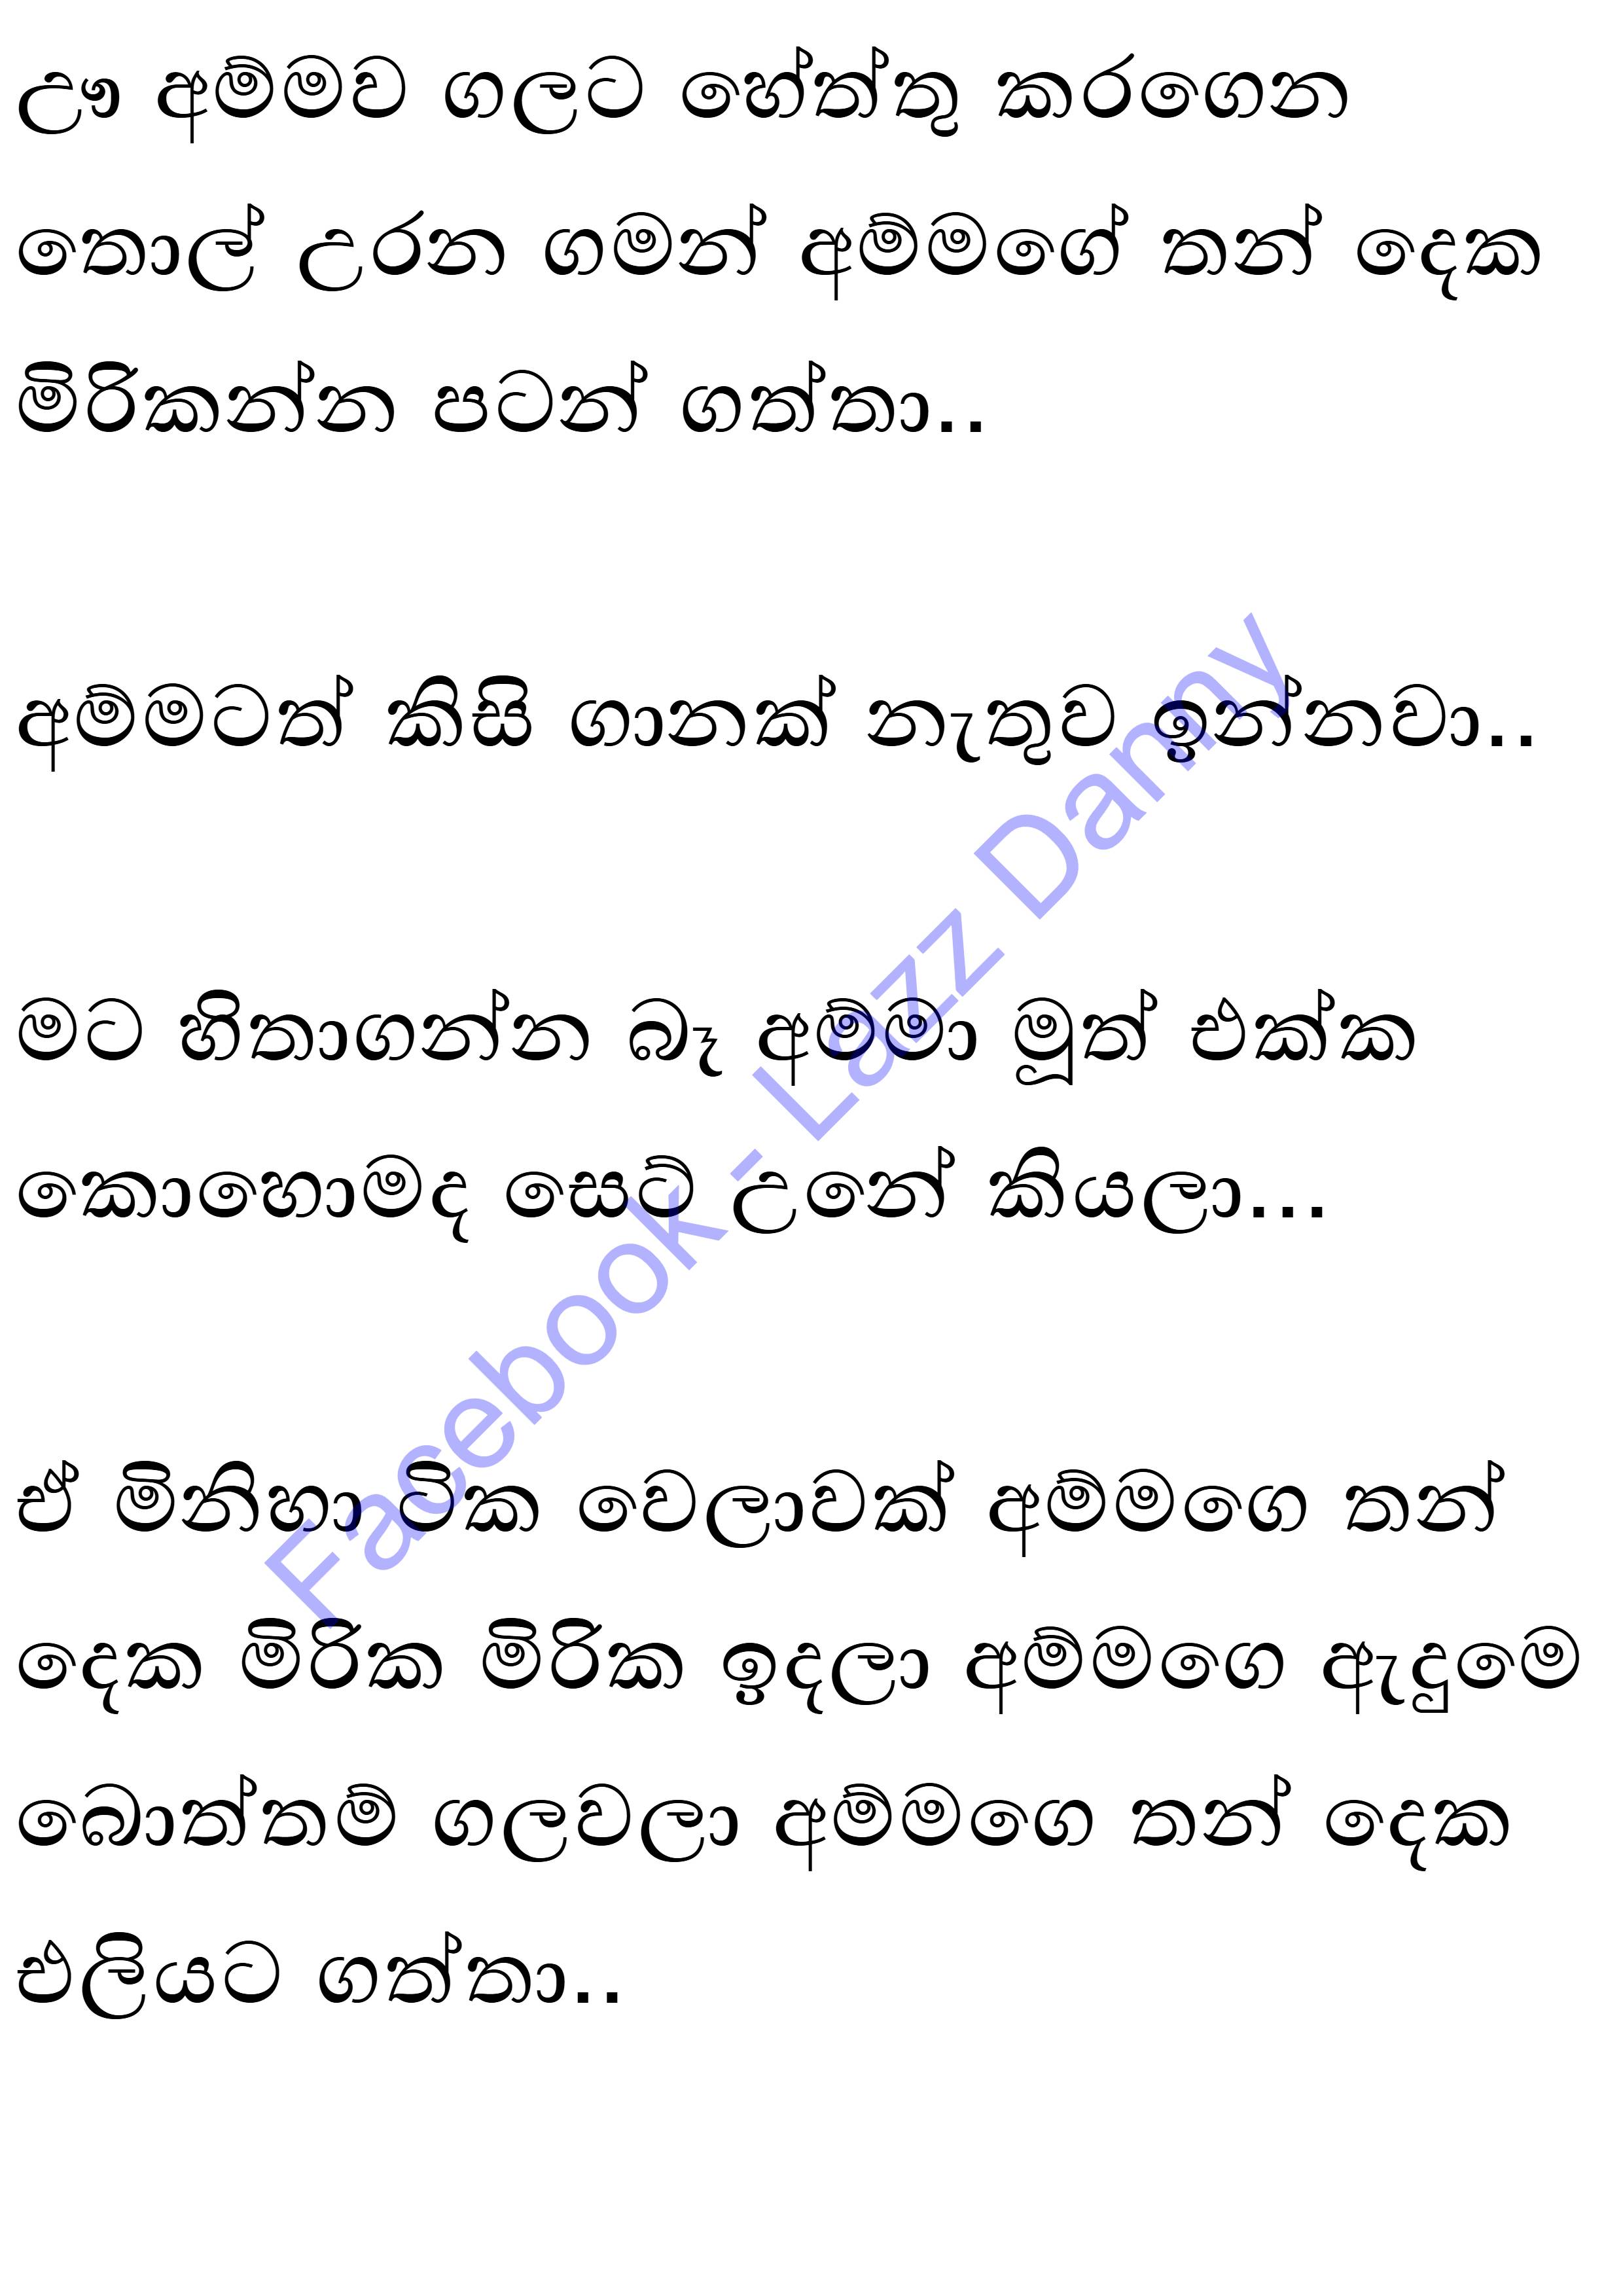 ඌ අම්මව ගලට හේත්තු කරගෙන
තොල් උරන ගමන් අම්මගේ තන් දෙක
මිරිකන්න පටන් ගත්තා..
අම්මටත් කිසි ගානක් නැතුව ඉන්නවා..
මට හිතාගන්න බෑ අම්මා මූත් එක්ක
කොහොමද සෙට් උනේ කියලා...
ඒ මිනිහා ටික වෙලාවක් අම්මගෙ තන්
දෙක මිරික මිරික ඉදලා අම්මගෙ ඇදුමෙ
බොත්තම් ගලවලා අම්මගෙ තන් දෙක
එලියට ගත්තා..
Facebook - Lazz Danny